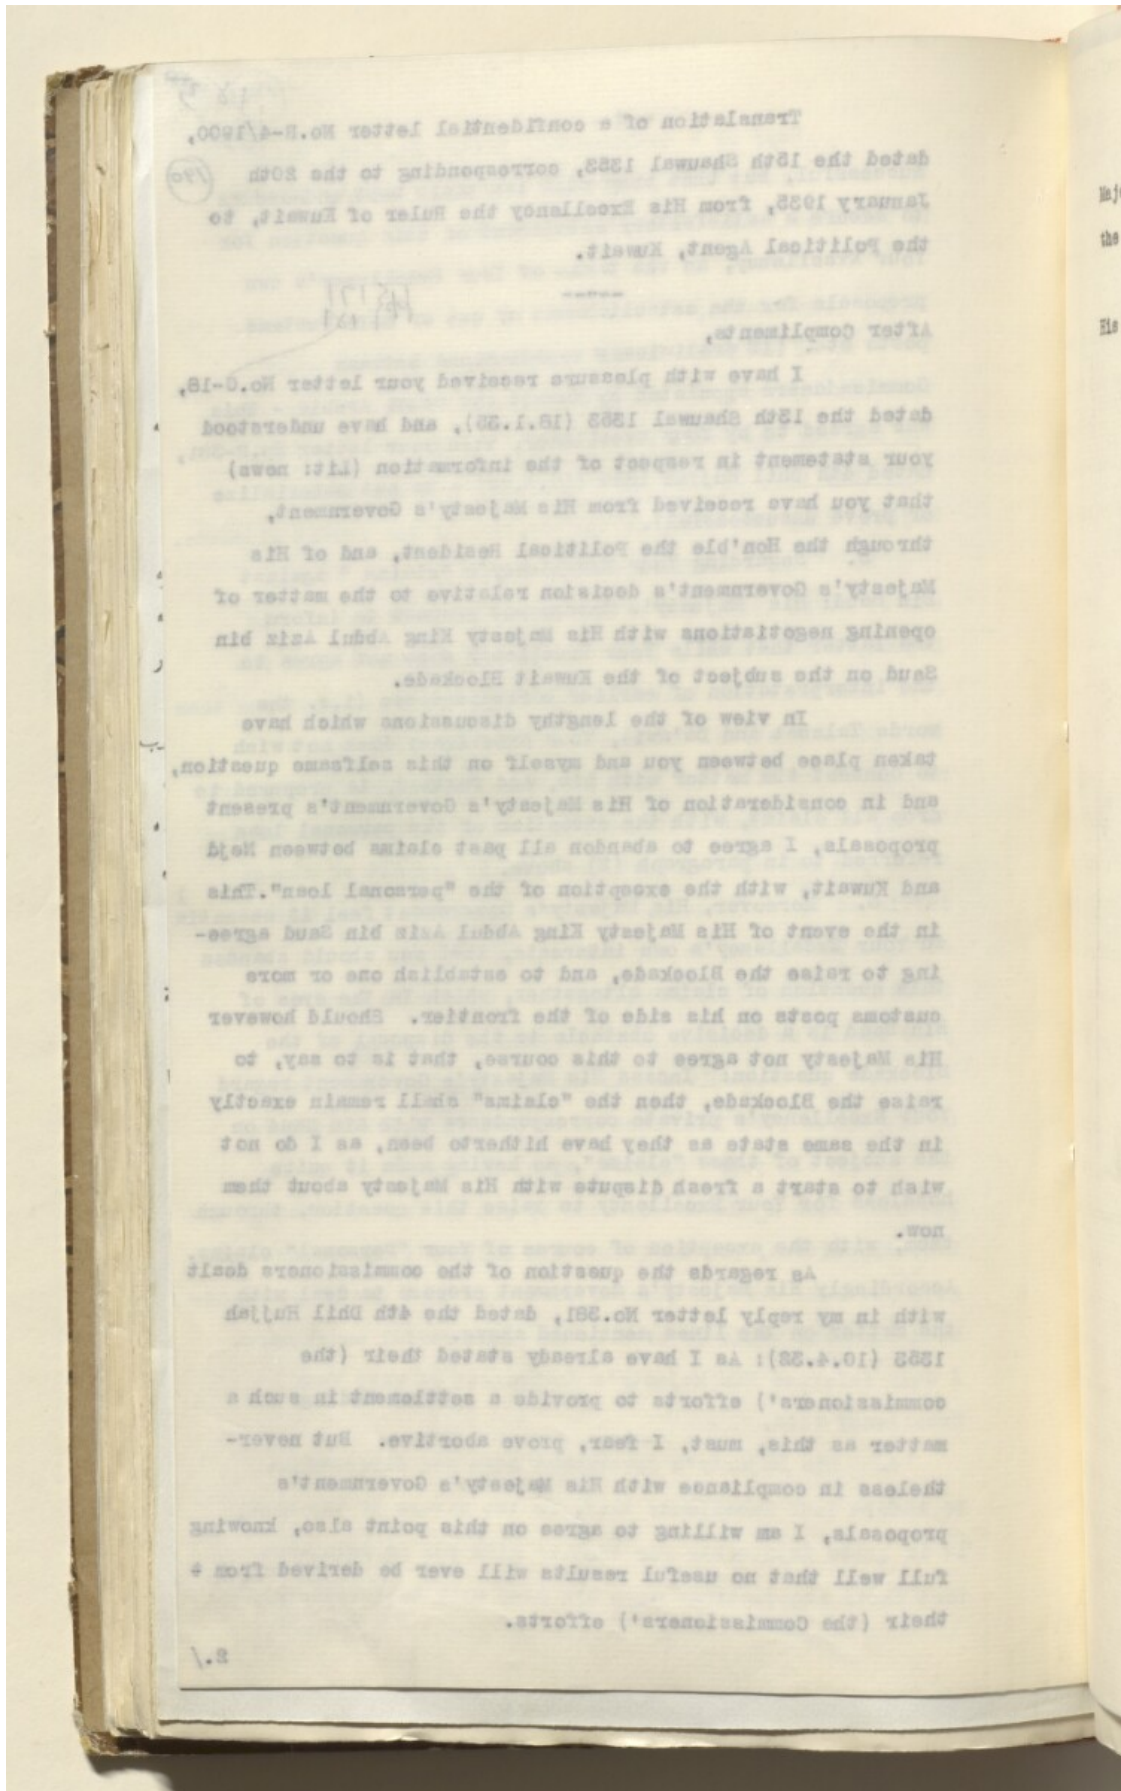 Translation of a confidential letter No.R-4/1900,
dated the 15th Shauwal 1353, corresponding to the 20th
January 1935, from His Excellency the Ruler of Kuwait, to
the Political Agent, Kuwait.
-----
After Compliments,
I have with pleasure received your letter No.C-18,
dated the 13th Shauwal 1353 (18.1.35), and have understood
your statement in respect of the information (Lit: news)
that you have received from His Majesty's Government,
through the Hon'ble the Political Resident, and of His
Majesty's Government's decision relative to the matter of
opening negotiations with His Majesty King Abdul Aziz bin
Saud on the subject of the Kuwait Blockade.
In view of the lengthy discussions which have
taken place between you and myself on this selfsame question,
and in consideration of His Majesty's Government's present
proposals, I agree to abandon all past claims between Nejd
and Kuwait, with the exception of the "personal loan".This
in the event of His Majesty King Abdul Aziz bin Saud agree-
ing to raise the Blockade, and to establish one or more
customs posts on his side of the frontier. Should however
His Majesty not agree to this course, that is to say, to
raise the Blockade, then the "claims" shall remain exactly
in the same state as they have hitherto been, as I do not
wish to start a fresh dispute with His Majesty about them
now.
As regards the question of the commissioners dealt
with in my reply letter No.381, dated the 4th Dhil Hujjah
1353 (10.4.32): As I have already stated their (the
commissioners') efforts to provide a settlement in such a
matter as this, must, I fear, prove abortive. But never-
theless in compliance with His Majesty's Government's
proposals, I am willing to agree on this point also, knowing
full well that no useful results will ever be derived from
their (the Commissioners') efforts.
2./
Maj
the
His